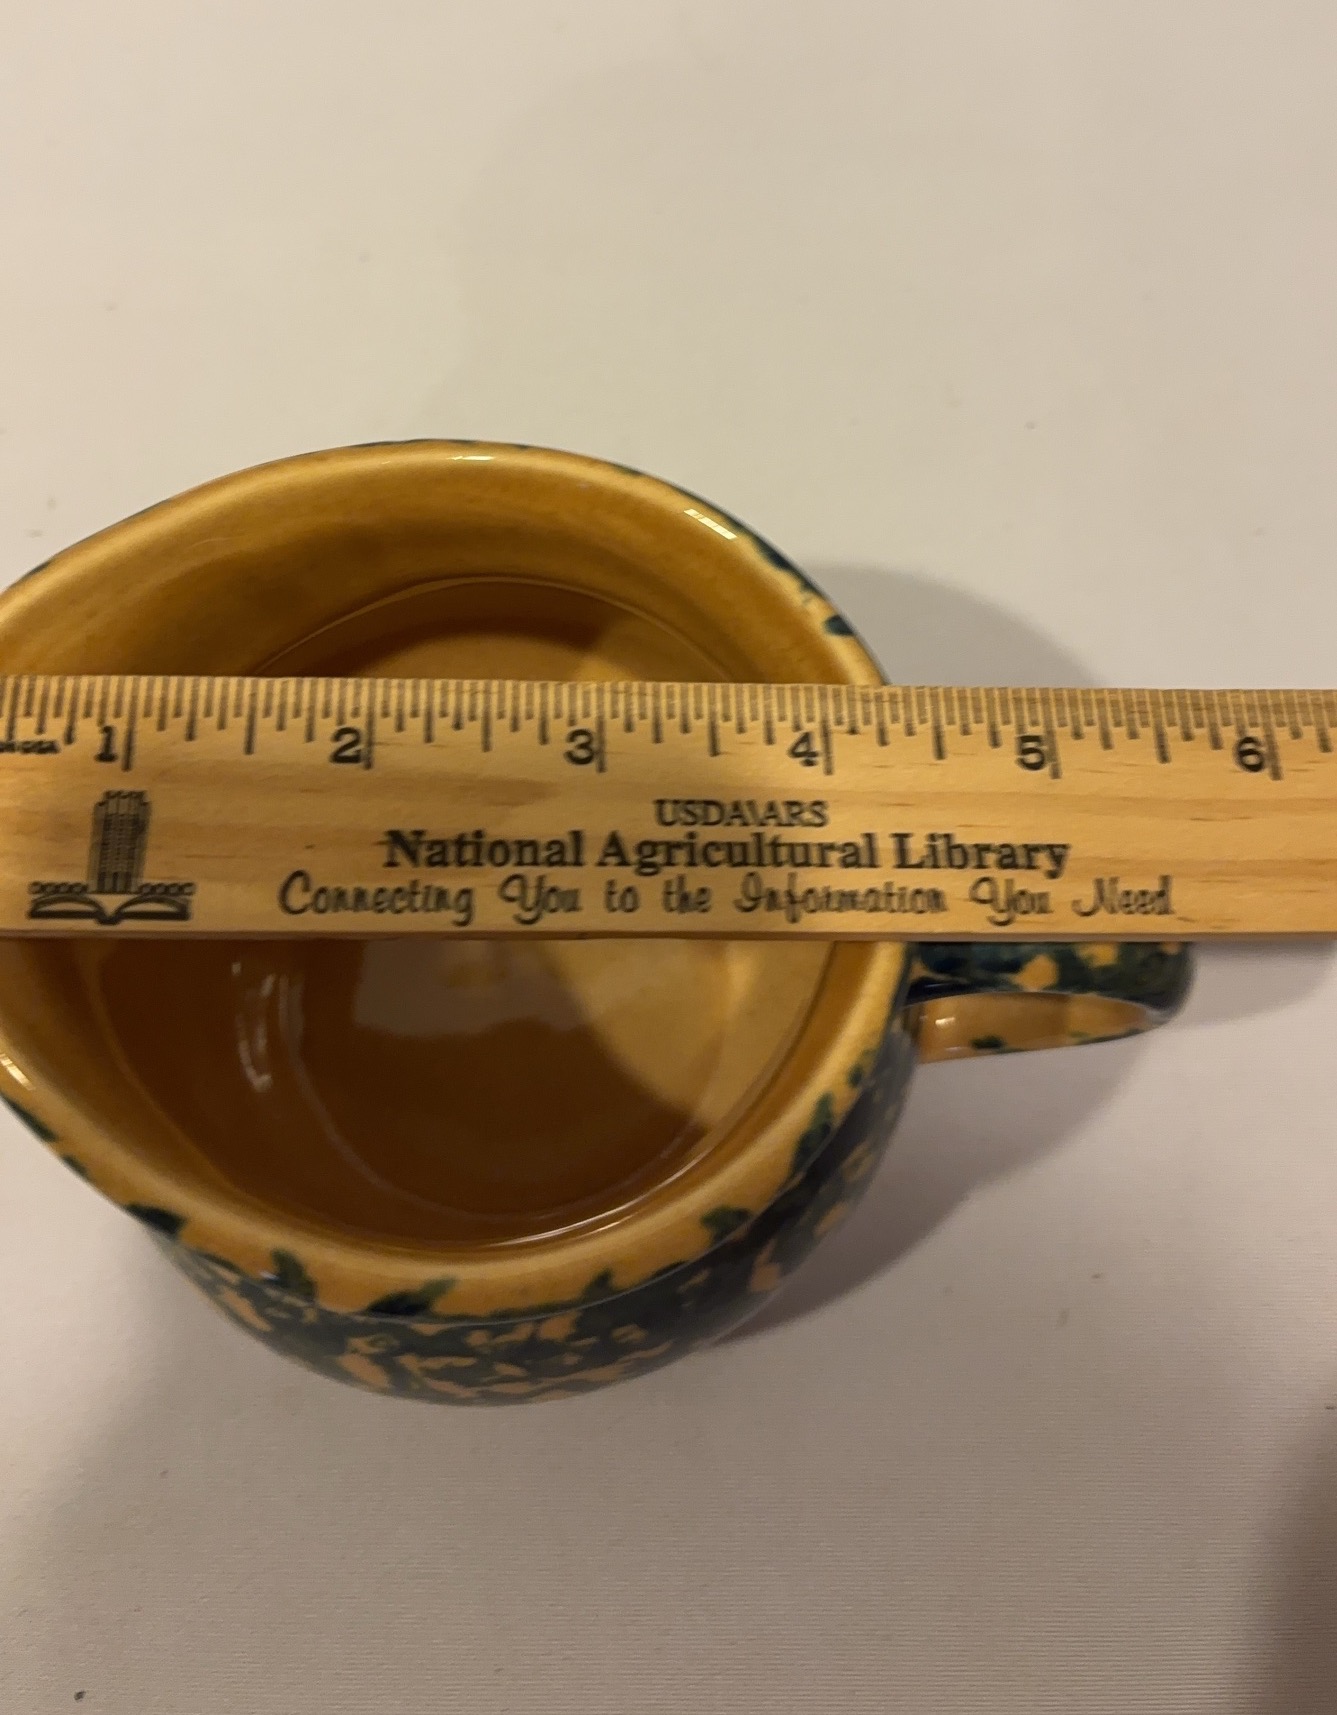 1 2 3 4 5 6
USDA\ARS
National Agricultural Library
Connecting You to the Information You Need